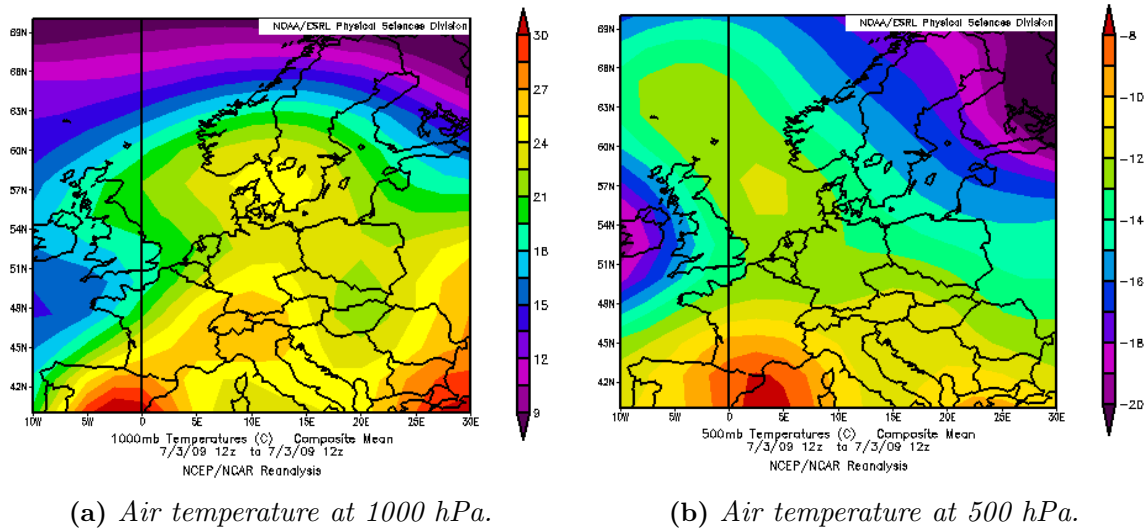 NOAA/ESRL Physical Sciences Division
69N
66N
63N
60N
57N
54N
51N
48N
45N
42N
10W
5W
0
5E
10E
15E
20E
25E
30E
30
27
24
21
18
15
12
9
1000mb Temperatures (C) Composite Mean
7/3/09 12z to 7/3/09 12z
NCEP/NCAR Reanalysis
(a) Air temperature at 1000 hPa.
NOAA/ESRL Physical Sciences Division
69N
66N
63N
60N
57N
54N
51N
48N
45N
42N
10W
5W
0
5E
10E
15E
20E
25E
30E
-8
-10
-12
-14
-16
-18
-20
500mb Temperatures (C) Composite Mean
7/3/09 12z to 7/3/09 12z
NCEP/NCAR Reanalysis
(b) Air temperature at 500 hPa.